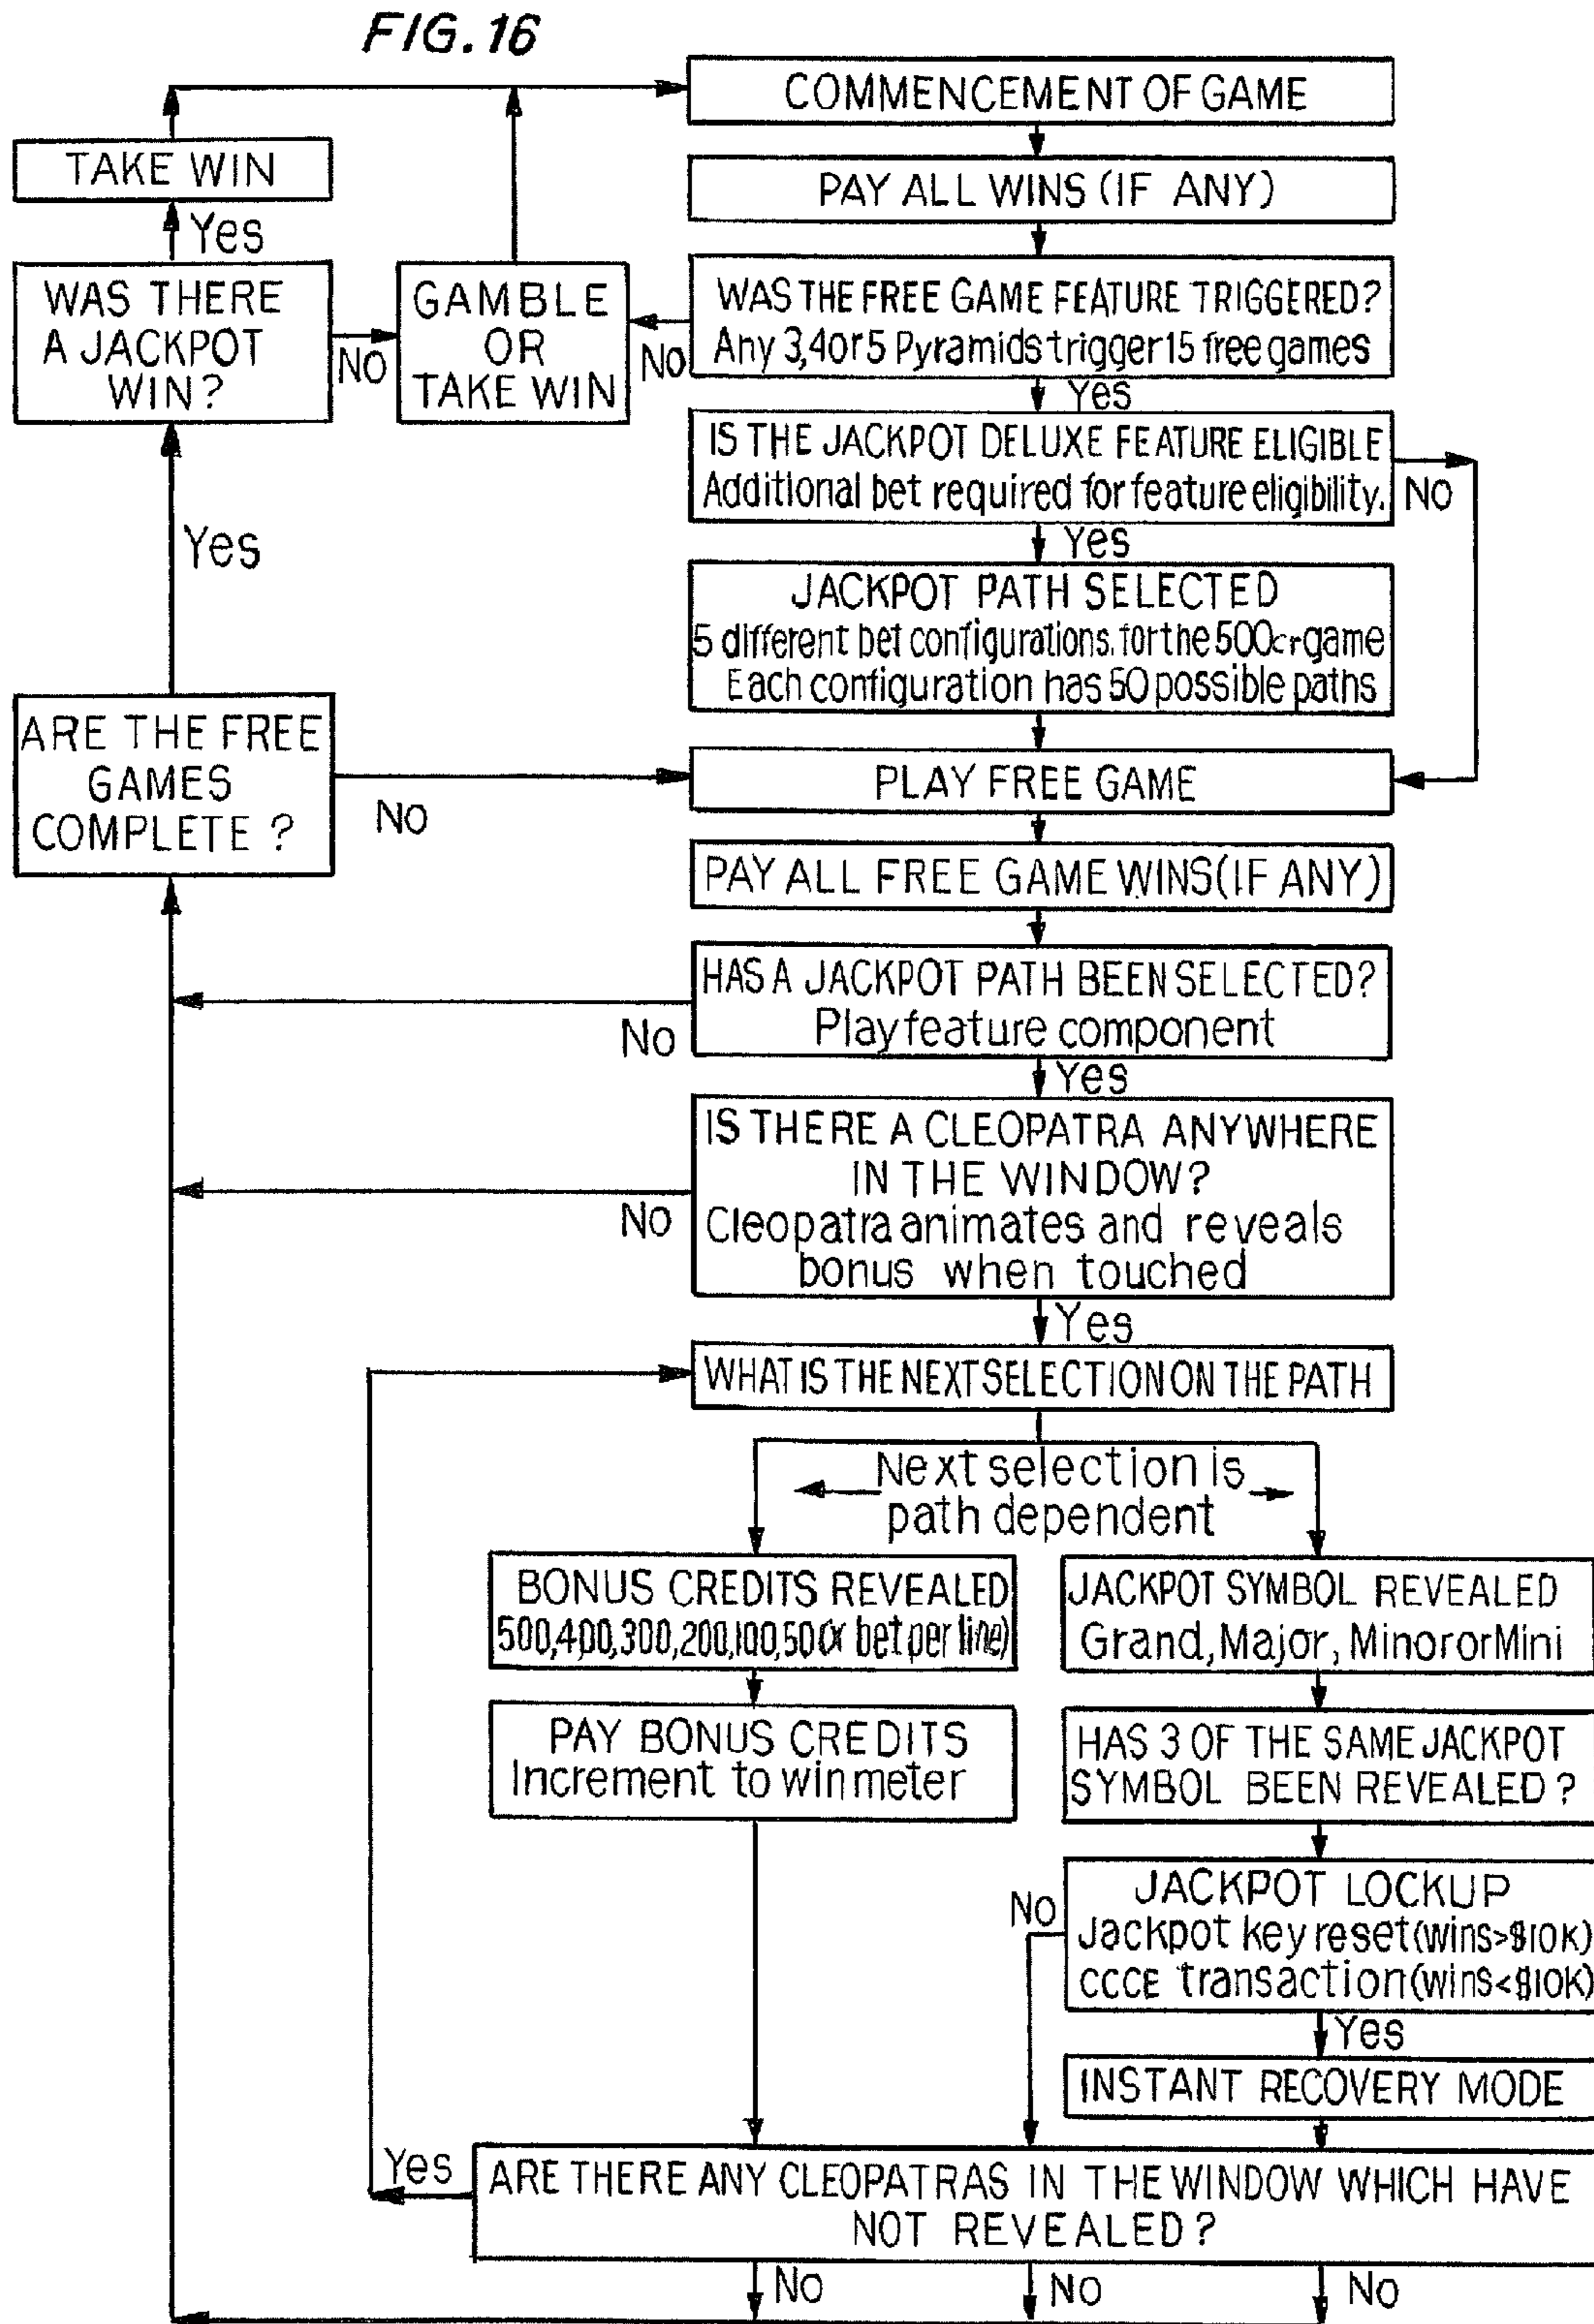 FIG. 16
COMMENCEMENT OF GAME
TAKE WIN
PAY ALL WINS (IF ANY)
Yes
WAS THERE
A JACKPOT
WIN?
No
GAMBLE
OR
TAKE WIN
No
WAS THE FREE GAME FEATURE TRIGGERED?
Any 3,4 or 5 Pyramids trigger 15 free games
Yes
IS THE JACKPOT DELUXE FEATURE ELIGIBLE
Additional bet required for feature eligibility.
No
Yes
Yes
JACKPOT PATH SELECTED
5 different bet configurations. for the 500cr game
Each configuration has 50 possible paths
ARE THE FREE
GAMES
COMPLETE ?
No
PLAY FREE GAME
PAY ALL FREE GAME WINS (IF ANY)
HAS A JACKPOT PATH BEEN SELECTED?
Play feature component
No
Yes
IS THERE A CLEOPATRA ANYWHERE
IN THE WINDOW?
Cleopatra animates and reveals
bonus when touched
No
Yes
WHAT IS THE NEXT SELECTION ON THE PATH
Next selection is
path dependent
BONUS CREDITS REVEALED
500,400,300,200,100,50 (x bet per line)
JACKPOT SYMBOL REVEALED
Grand, Major, Minor or Mini
PAY BONUS CREDITS
Increment to win meter
HAS 3 OF THE SAME JACKPOT
SYMBOL BEEN REVEALED ?
JACKPOT LOCKUP
Jackpot key reset (wins>$10K)
CCCE transaction (wins<$10K)
No
Yes
INSTANT RECOVERY MODE
Yes
ARE THERE ANY CLEOPATRAS IN THE WINDOW WHICH HAVE
NOT REVEALED ?
No
No
No